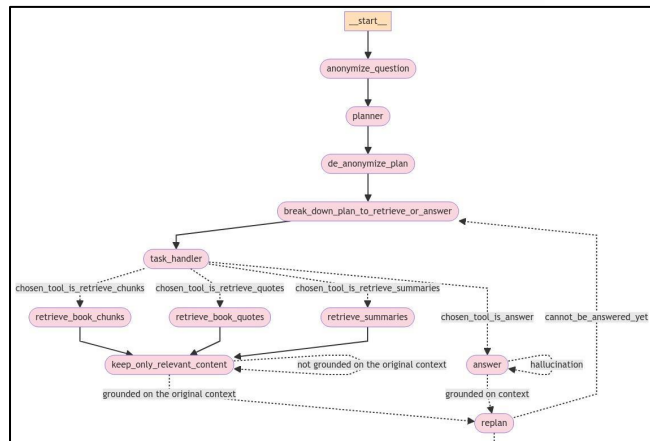 __start__
anonymize_question
planner
de_anonymize_plan
break_down_plan_to_retrieve_or_answer
task_handler
chosen_tool_is_retrieve_chunks
chosen_tool_is_retrieve_quotes
chosen_tool_is_retrieve_summaries
retrieve_book_chunks
retrieve_book_quotes
retrieve_summaries
chosen_tool_is_answer
cannot_be_answered_yet
keep_only_relevant_content
not grounded on the original context
answer
hallucination
grounded on the original context
grounded on context
replan